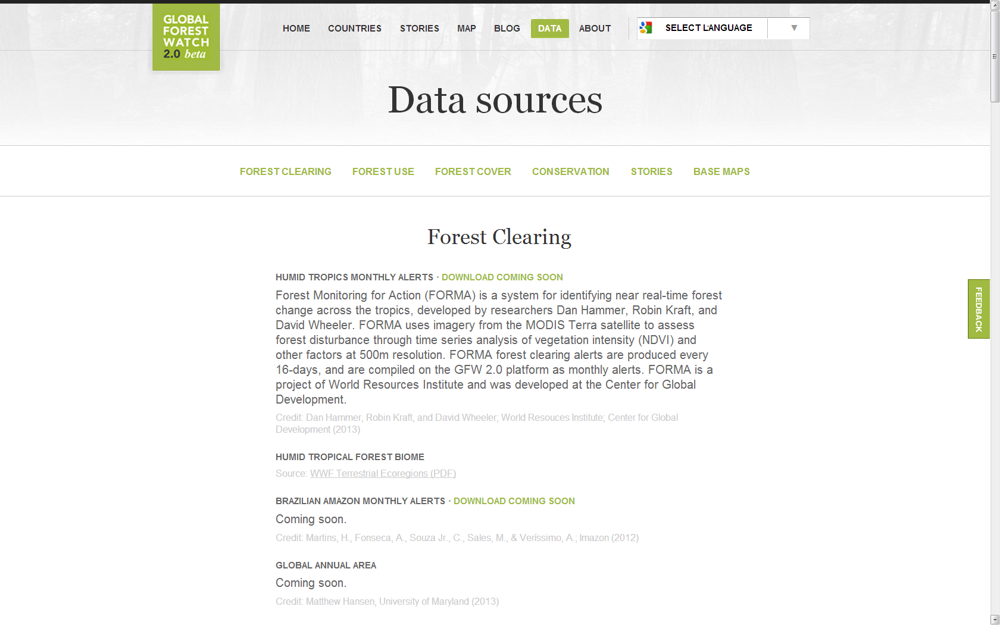 GLOBAL
FOREST
WATCH
2.0 beta
HOME COUNTRIES STORIES MAP BLOG DATA ABOUT SELECT LANGUAGE ▼
Data sources
FOREST CLEARING FOREST USE FOREST COVER CONSERVATION STORIES BASE MAPS
Forest Clearing
HUMID TROPICS MONTHLY ALERTS • DOWNLOAD COMING SOON
Forest Monitoring for Action (FORMA) is a system for identifying near real-time forest
change across the tropics, developed by researchers Dan Hammer, Robin Kraft, and
David Wheeler. FORMA uses imagery from the MODIS Terra satellite to assess
forest disturbance through time series analysis of vegetation intensity (NDVI) and
other factors at 500m resolution. FORMA forest clearing alerts are produced every
16-days, and are compiled on the GFW 2.0 platform as monthly alerts. FORMA is a
project of World Resources Institute and was developed at the Center for Global
Development.
Credit: Dan Hammer, Robin Kraft, and David Wheeler; World Resouces Institute; Center for Global
Development (2013)
HUMID TROPICAL FOREST BIOME
Source: WWF Terrestrial Ecoregions (PDF)
BRAZILIAN AMAZON MONTHLY ALERTS • DOWNLOAD COMING SOON
Coming soon.
Credit: Martins, H., Fonseca, A., Souza Jr., C., Sales, M., & Veríssimo, A.; Imazon (2012)
GLOBAL ANNUAL AREA
Coming soon.
Credit: Matthew Hansen, University of Maryland (2013)
FEEDBACK